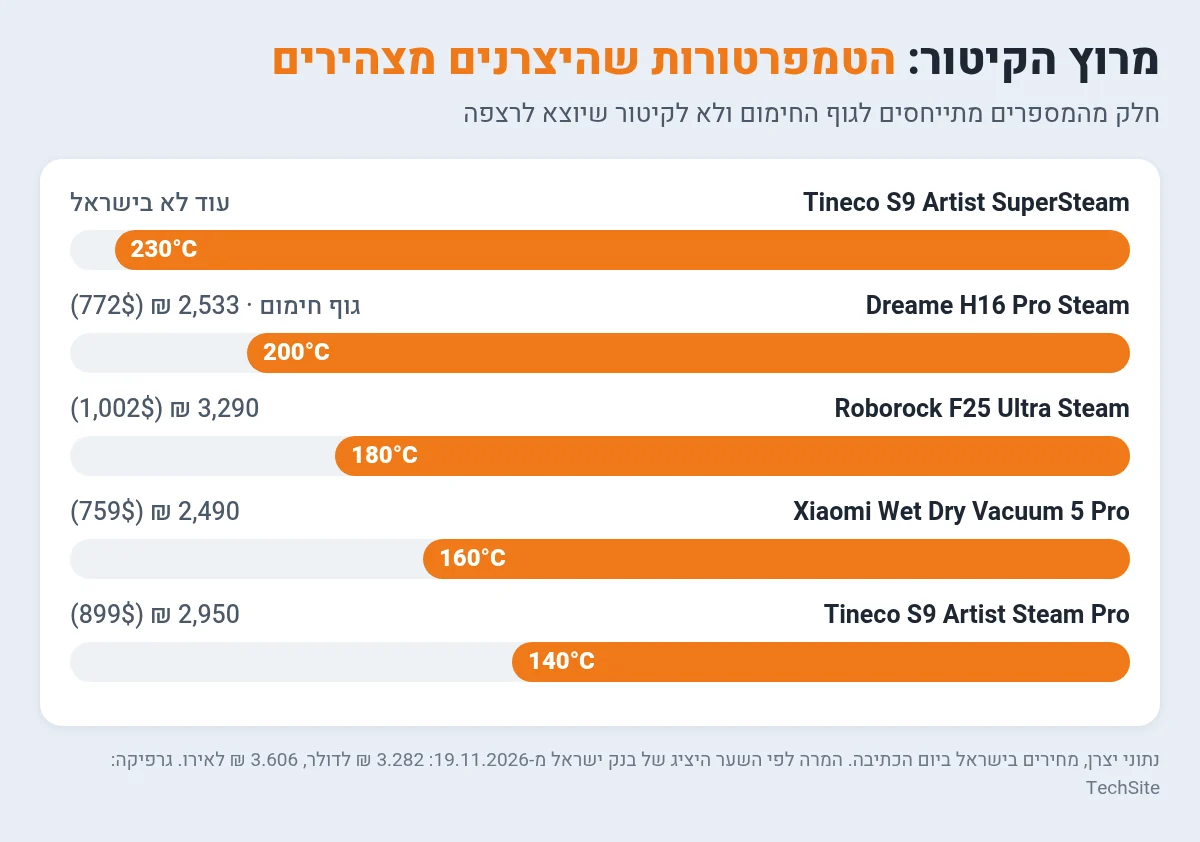 מרוץ הקיטור: הטמפרטורות שהיצרנים מצהירים
חלק מהמספרים מתייחסים לגוף החימום ולא לקיטור שיוצא לרצפה
Tineco S9 Artist SuperSteam
עוד לא בישראל
230°C
Dreame H16 Pro Steam
גוף חימום · 2,533 ₪ (772$)
200°C
Roborock F25 Ultra Steam
3,290 ₪ (1,002$)
180°C
Xiaomi Wet Dry Vacuum 5 Pro
2,490 ₪ (759$)
160°C
Tineco S9 Artist Steam Pro
2,950 ₪ (899$)
140°C
נתוני יצרן, מחירים בישראל ביום הכתיבה. המרה לפי השער היציג של בנק ישראל מ-19.11.2026: 3.282 ₪ לדולר, 3.606 ₪ לאירו. גרפיקה:
TechSite